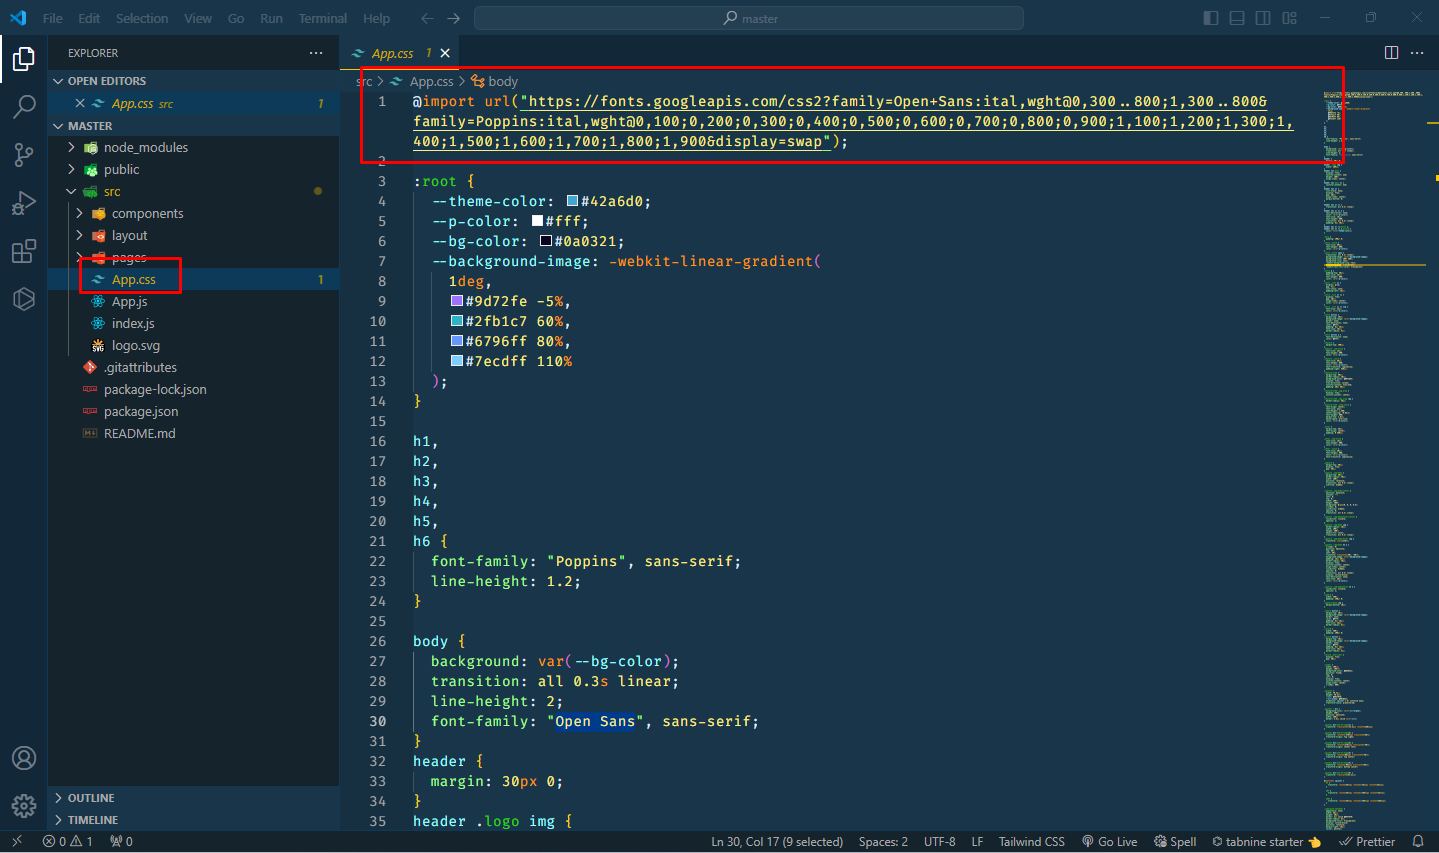 File Edit Selection View Go Run Terminal Help
master
EXPLORER
OPEN EDITORS
App.css src 1
MASTER
node_modules
public
src
components
layout
pages
App.css 1
App.js
index.js
logo.svg
.gitattributes
package-lock.json
package.json
README.md
OUTLINE
TIMELINE
App.css 1
src > App.css > body
1 @import url("https://fonts.googleapis.com/css2?family=Open+Sans:ital,wght@0,300..800;1,300..800&
family=Poppins:ital,wght@0,100;0,200;0,300;0,400;0,500;0,600;0,700;0,800;0,900;1,100;1,200;1,300;1,
400;1,500;1,600;1,700;1,800;1,900&display=swap");
2
3 :root {
4 --theme-color: #42a6d0;
5 --p-color: #fff;
6 --bg-color: #0a0321;
7 --background-image: -webkit-linear-gradient(
8 1deg,
9 #9d72fe -5%,
10 #2fb1c7 60%,
11 #6796ff 80%,
12 #7ecdff 110%
13 );
14 }
15
16 h1,
17 h2,
18 h3,
19 h4,
20 h5,
21 h6 {
22 font-family: "Poppins", sans-serif;
23 line-height: 1.2;
24 }
25
26 body {
27 background: var(--bg-color);
28 transition: all 0.3s linear;
29 line-height: 2;
30 font-family: "Open Sans", sans-serif;
31 }
32 header {
33 margin: 30px 0;
34 }
35 header .logo img {
0 1 0
Ln 30, Col 17 (9 selected) Spaces: 2 UTF-8 LF Tailwind CSS Go Live Spell tabnine starter Prettier